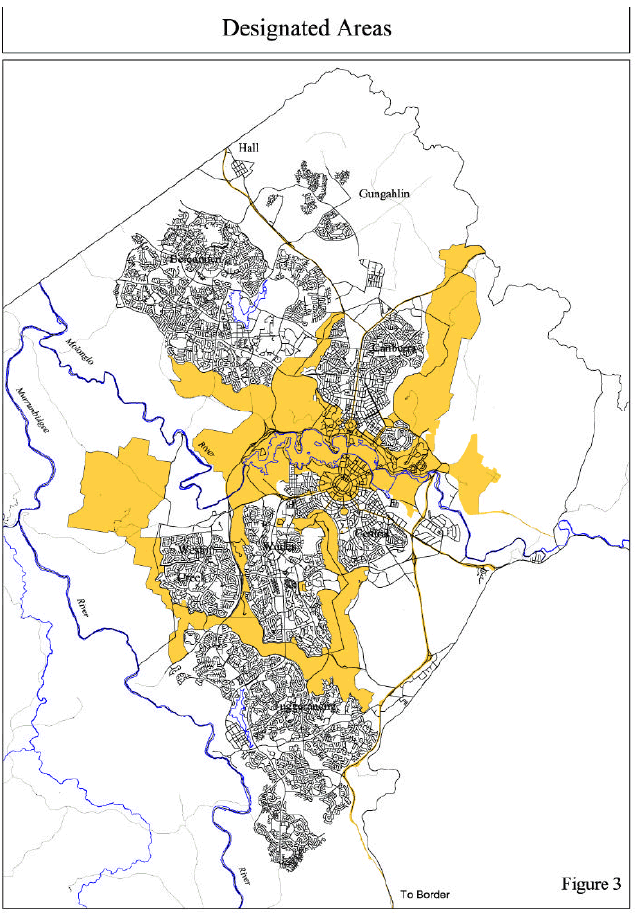 Designated Areas
Hall
Gungahlin
Belconnen
Canberra
Molonglo
Murrumbidgee
River
Weston
Creek
Woden
Central
River
Tuggeranong
River
To Border
Figure 3